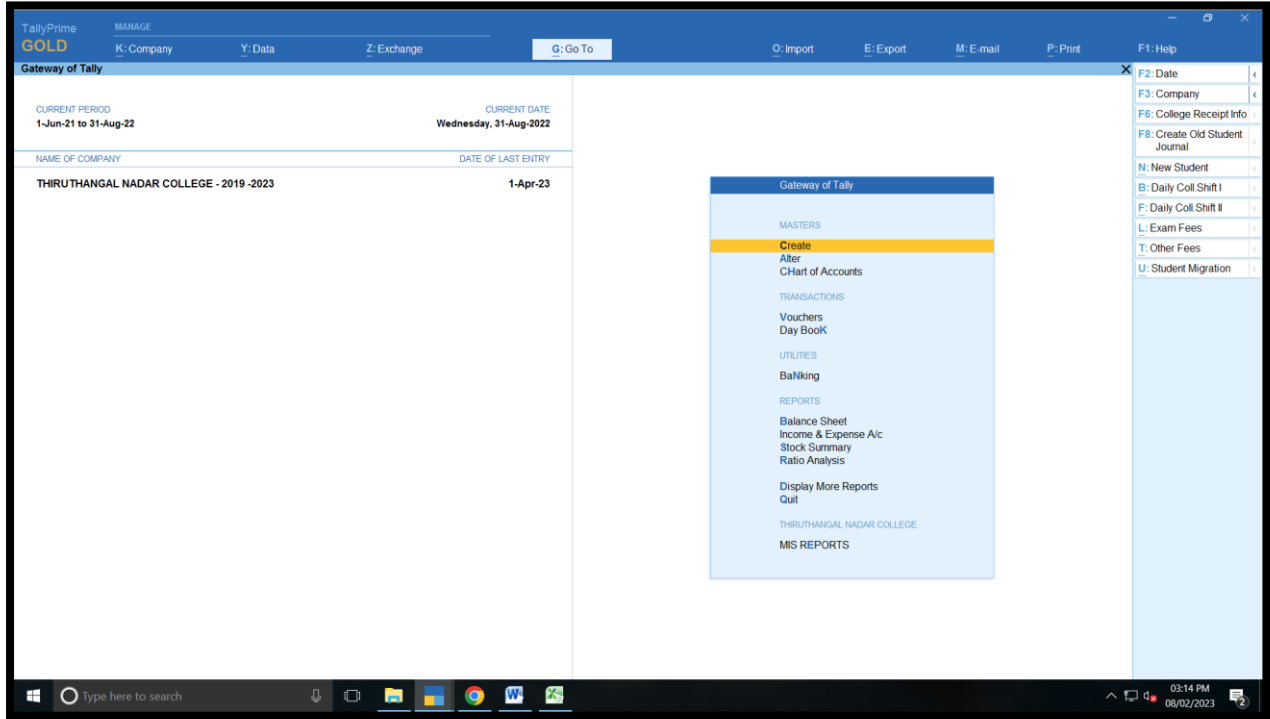 TallyPrime
GOLD
MANAGE
K: Company
Y: Data
Z: Exchange
G: Go To
O: Import
E: Export
M: E-mail
P: Print
F1: Help
Gateway of Tally
CURRENT PERIOD
1-Jun-21 to 31-Aug-22
CURRENT DATE
Wednesday, 31-Aug-2022
NAME OF COMPANY
DATE OF LAST ENTRY
THIRUTHANGAL NADAR COLLEGE - 2019 -2023
1-Apr-23
Gateway of Tally
MASTERS
Create
Alter
CHart of Accounts
TRANSACTIONS
Vouchers
Day BooK
UTILITIES
BaNking
REPORTS
Balance Sheet
Income & Expense A/c
Stock Summary
Ratio Analysis
Display More Reports
Quit
THIRUTHANGAL NADAR COLLEGE
MIS REPORTS
F2: Date
F3: Company
F6: College Receipt Info
F8: Create Old Student
Journal
N: New Student
B: Daily Coll.Shift I
F: Daily Coll.Shift II
L: Exam Fees
T: Other Fees
U: Student Migration
Type here to search
03:14 PM
08/02/2023
2